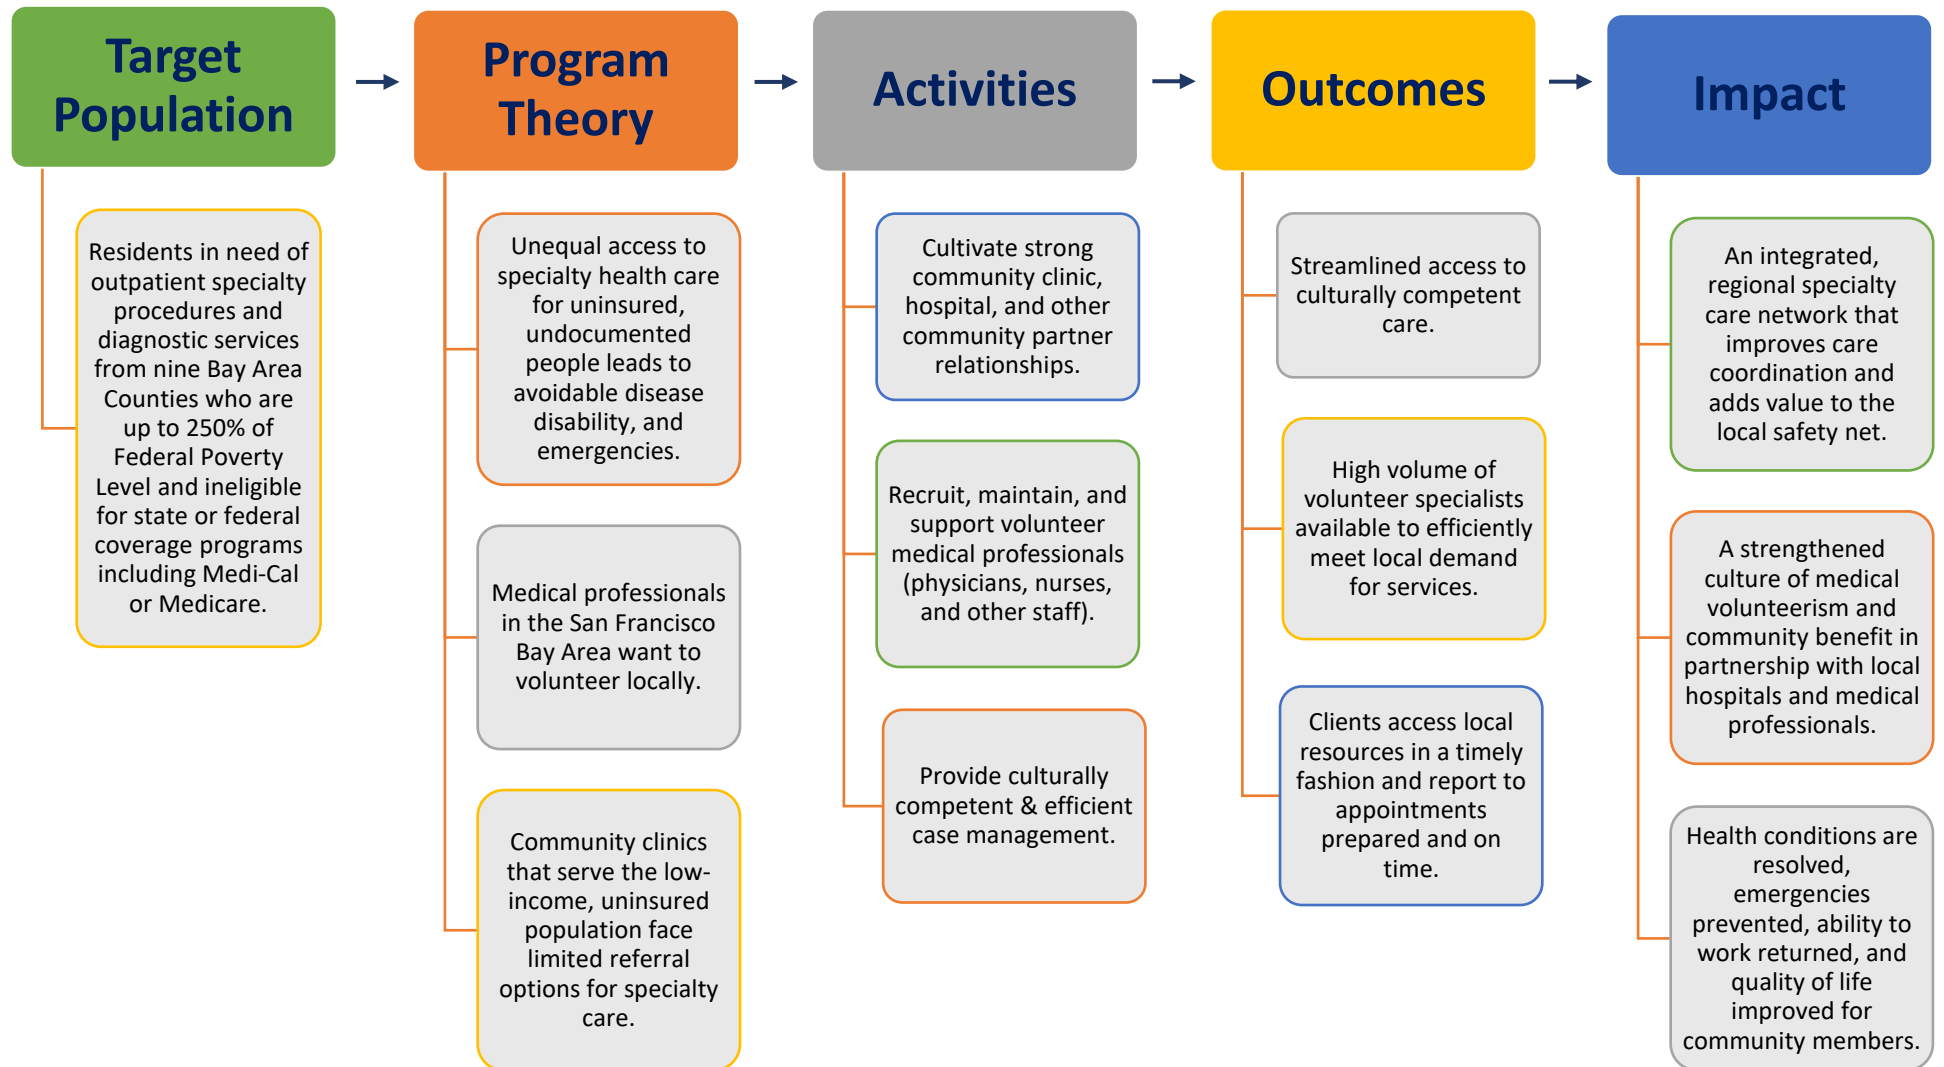 Target
Population
Residents in need of
outpatient specialty
procedures and
diagnostic services
from nine Bay Area
Counties who are
up to 250% of
Federal Poverty
Level and ineligible
for state or federal
coverage programs
including Medi-Cal
or Medicare.
Program
Theory
Unequal access to
specialty health care
for uninsured,
undocumented
people leads to
avoidable disease
disability, and
emergencies.
Medical professionals
in the San Francisco
Bay Area want to
volunteer locally.
Community clinics
that serve the low-
income, uninsured
population face
limited referral
options for specialty
care.
Activities
Cultivate strong
community clinic,
hospital, and other
community partner
relationships.
Recruit, maintain, and
support volunteer
medical professionals
(physicians, nurses,
and other staff).
Provide culturally
competent & efficient
case management.
Outcomes
Streamlined access to
culturally competent
care.
High volume of
volunteer specialists
available to efficiently
meet local demand
for services.
Clients access local
resources in a timely
fashion and report to
appointments
prepared and on
time.
Impact
An integrated,
regional specialty
care network that
improves care
coordination and
adds value to the
local safety net.
A strengthened
culture of medical
volunteerism and
community benefit in
partnership with local
hospitals and medical
professionals.
Health conditions are
resolved,
emergencies
prevented, ability to
work returned, and
quality of life
improved for
community members.